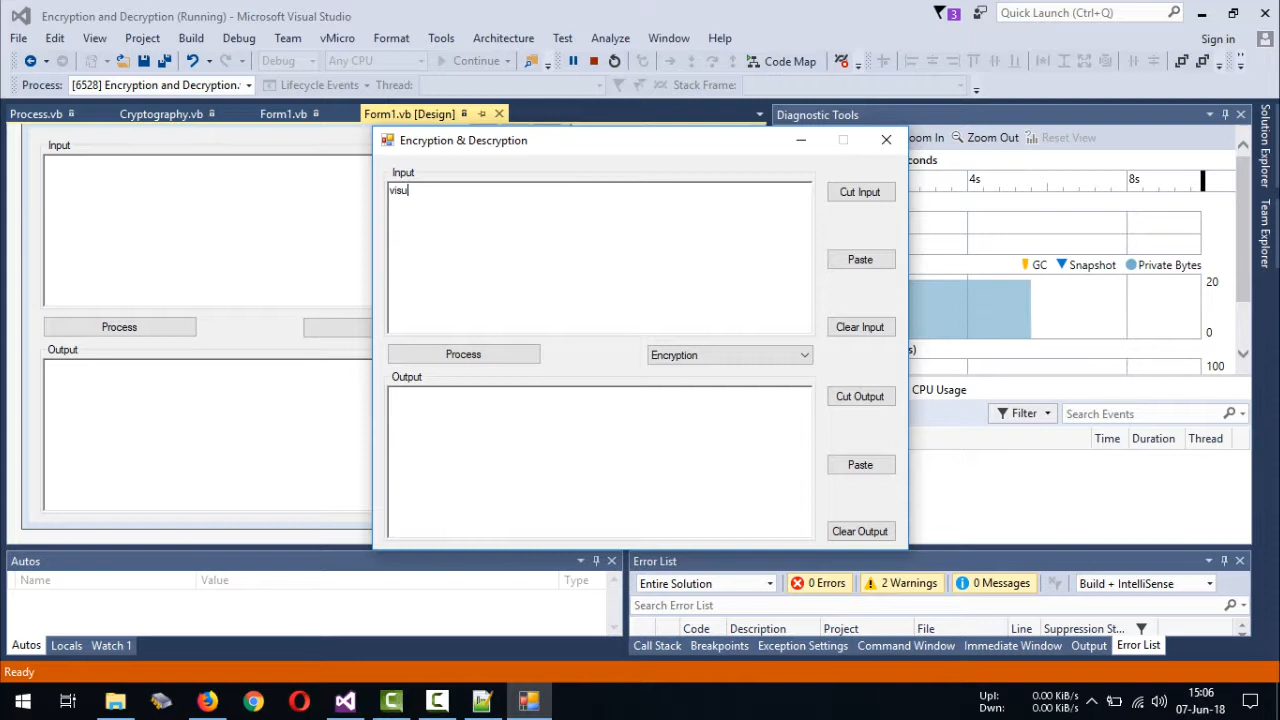 Encryption and Decryption (Running) - Microsoft Visual Studio
3
Quick Launch (Ctrl+Q)
File Edit View Project Build Debug Team vMicro Format Tools Architecture Test Analyze Window Help
Sign in
Debug Any CPU Continue Code Map
Process: [6528] Encryption and Decryption. Lifecycle Events Thread: Stack Frame:
Process.vb Cryptography.vb Form1.vb Form1.vb [Design]
Diagnostic Tools
Input
Process
Output
Encryption & Descryption
Input
visu
Cut Input
Paste
Clear Input
Process
Encryption
Output
Cut Output
Paste
Clear Output
oom In Zoom Out Reset View
conds
4s 8s
GC Snapshot Private Bytes
20
0
s)
100
CPU Usage
Filter Search Events
Time Duration Thread
Autos
Name Value Type
Autos Locals Watch 1
Error List
Entire Solution 0 Errors 2 Warnings 0 Messages Build + IntelliSense
Search Error List
Code Description Project File Line Suppression St...
Call Stack Breakpoints Exception Settings Command Window Immediate Window Output Error List
Solution Explorer
Team Explorer
Ready
Upl: 0.00 KiB/s
Dwn: 0.00 KiB/s
15:06
07-Jun-18